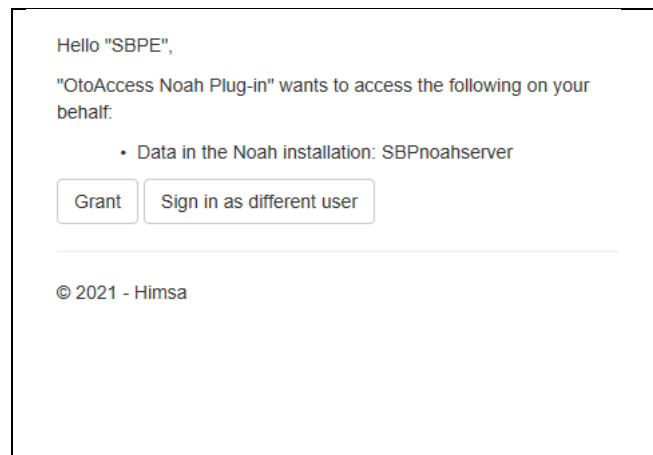 Hello "SBPE",
"OtoAccess Noah Plug-in" wants to access the following on your
behalf:
• Data in the Noah installation: SBPnoahserver
Grant Sign in as different user
© 2021 - Himsa